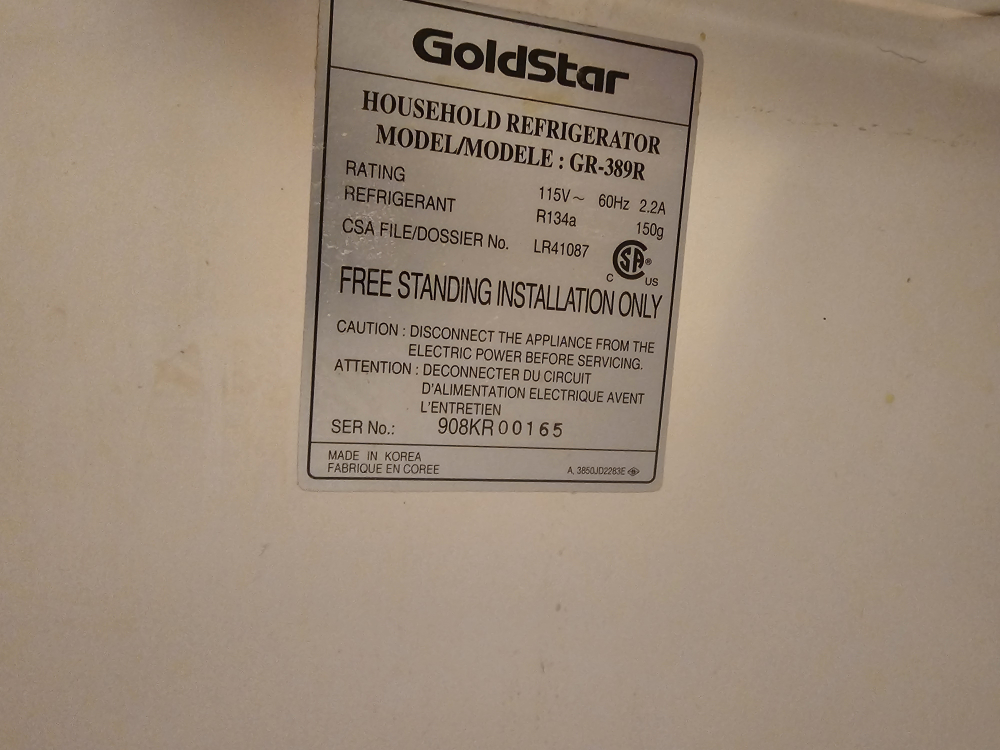 GoldStar
HOUSEHOLD REFRIGERATOR
MODEL/MODELE : GR-389R
RATING 115V ~ 60Hz 2.2A
REFRIGERANT R134a 150g
CSA FILE/DOSSIER No. LR41087
SA ®
C US
FREE STANDING INSTALLATION ONLY
CAUTION : DISCONNECT THE APPLIANCE FROM THE
ELECTRIC POWER BEFORE SERVICING.
ATTENTION : DECONNECTER DU CIRCUIT
D'ALIMENTATION ELECTRIQUE AVENT
L'ENTRETIEN
SER No.: 908KR00165
MADE IN KOREA
FABRIQUE EN COREE
A, 3850JD2283E